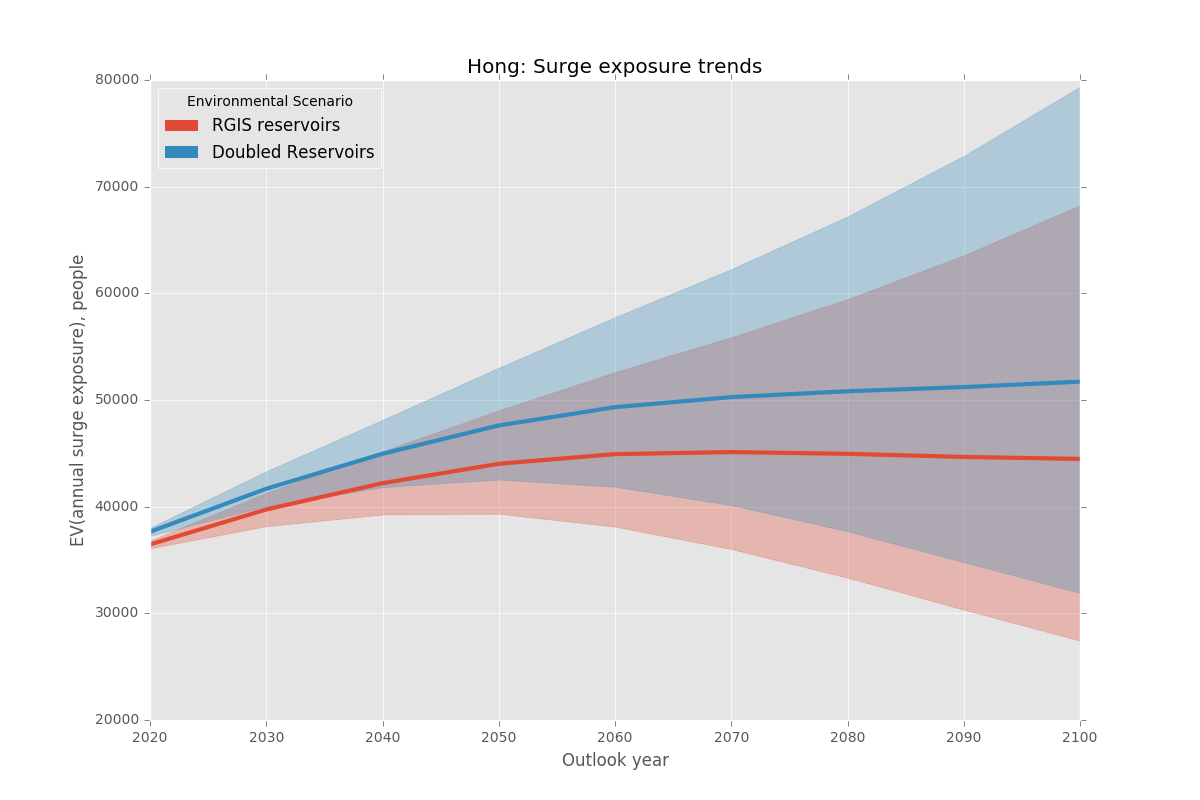 Hong: Surge exposure trends
Environmental Scenario
RGIS reservoirs
Doubled Reservoirs
EV(annual surge exposure), people
80000
70000
60000
50000
40000
30000
20000
2020 2030 2040 2050 2060 2070 2080 2090 2100
Outlook year